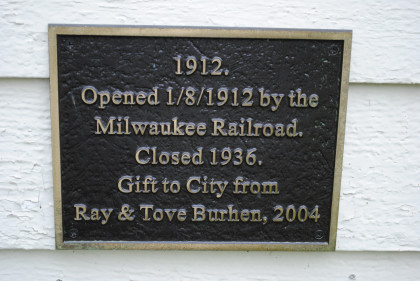 1912.
Opened 1/8/1912 by the
Milwaukee Railroad.
Closed 1936.
Gift to City from
Ray & Tove Burhen, 2004